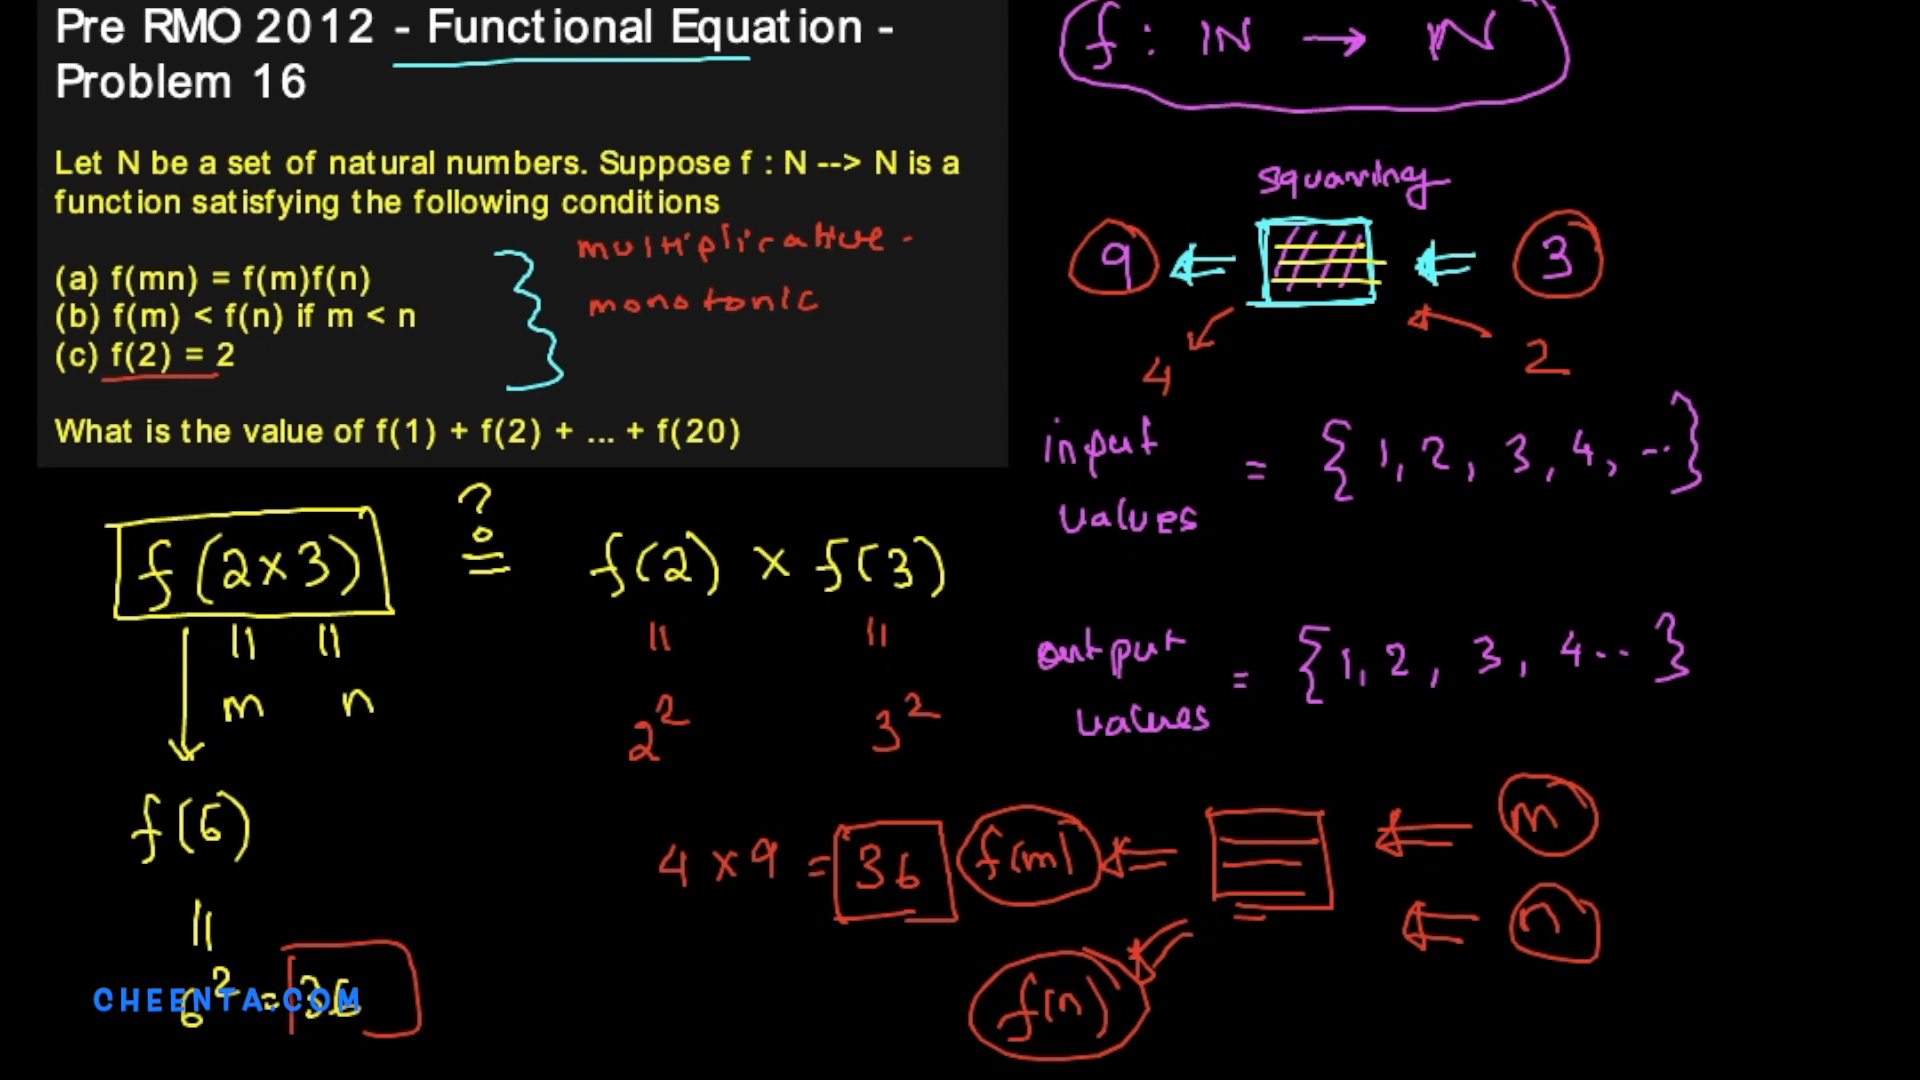 Pre RMO 2012 - Functional Equation -
Problem 16
Let N be a set of natural numbers. Suppose f : N --> N is a
function satisfying the following conditions
(a) f(mn) = f(m)f(n)
(b) f(m) < f(n) if m < n
(c) f(2) = 2
multiplicative -
monotonic
What is the value of f(1) + f(2) + ... + f(20)
f : IN → IN
squaring
9 ⇐ ⇐ 3
4 2
input
values = {1, 2, 3, 4, ...}
output
values = {1, 2, 3, 4...}
f(2×3) ?= f(2) × f(3)
m n
2² 3²
f(6)
6² = 36
4 × 9 = 36
f(m) ⇐ ⇐ m
f(n) ⇐ n
CHEENTA.COM